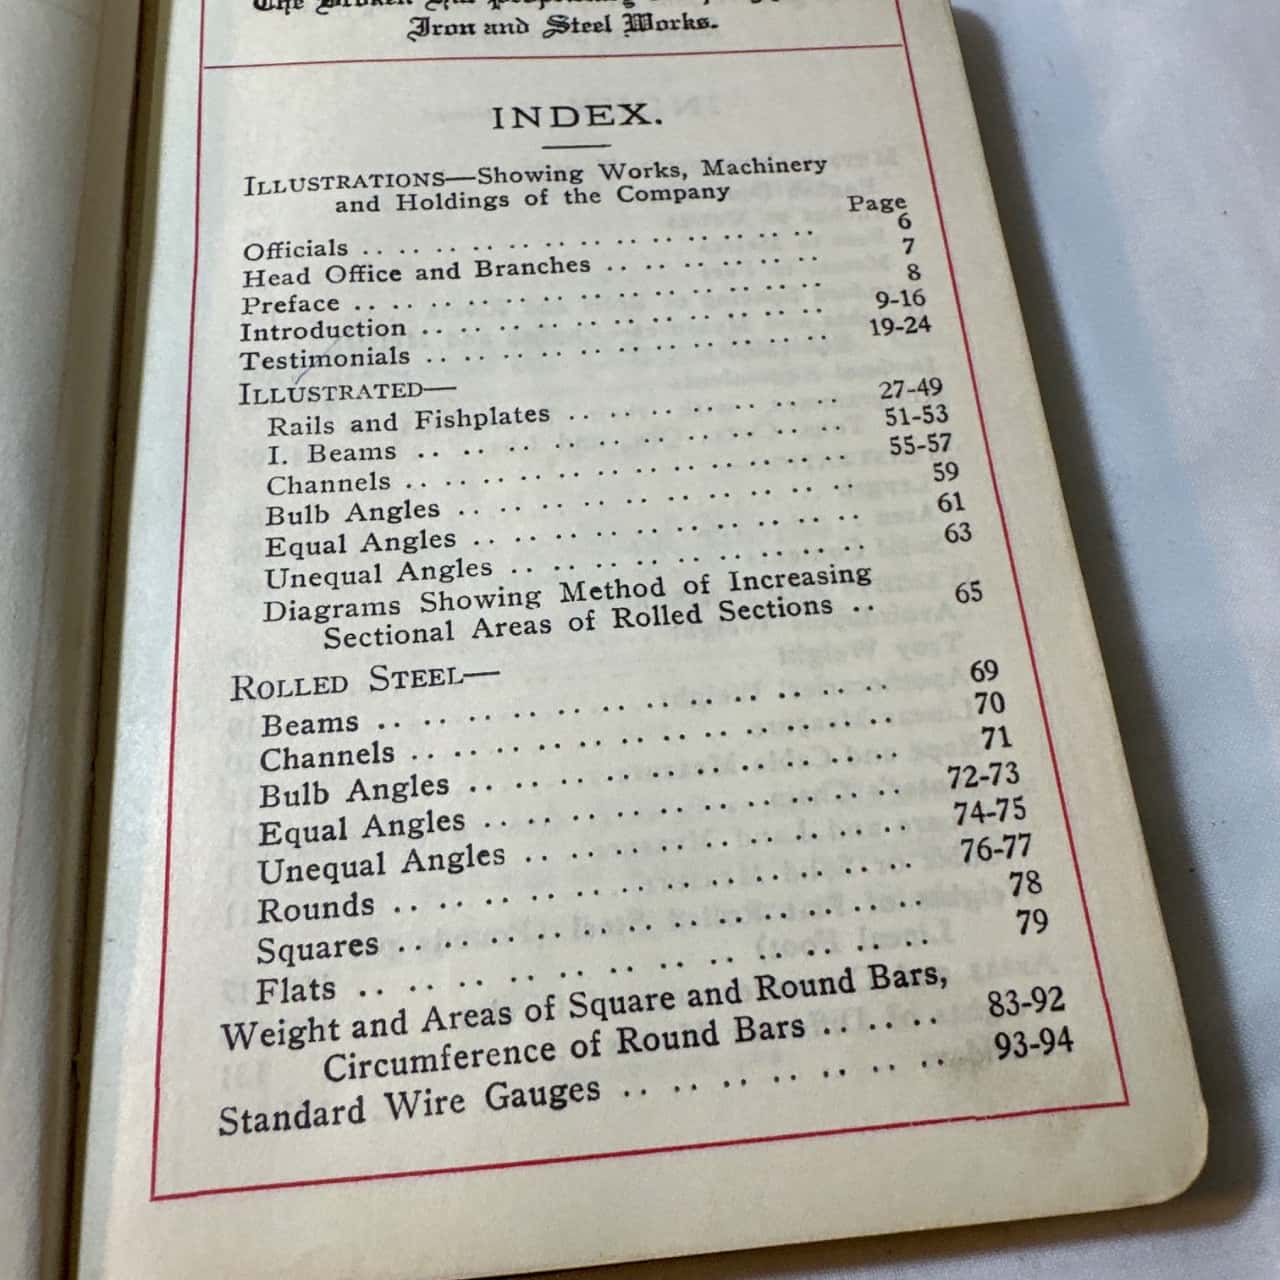 The Broken Hill Proprietary
Iron and Steel Works.
INDEX.
ILLUSTRATIONS—Showing Works, Machinery
and Holdings of the Company
Page
Officials .. .. .. .. .. .. .. .. .. .. .. .. .. 6
Head Office and Branches .. .. .. .. .. .. 7
Preface .. .. .. .. .. .. .. .. .. .. .. .. .. 8
Introduction .. .. .. .. .. .. .. .. .. .. .. 9-16
Testimonials .. .. .. .. .. .. .. .. .. .. .. 19-24
ILLUSTRATED—
Rails and Fishplates .. .. .. .. .. .. .. 27-49
I. Beams .. .. .. .. .. .. .. .. .. .. 51-53
Channels .. .. .. .. .. .. .. .. .. .. 55-57
Bulb Angles .. .. .. .. .. .. .. .. .. 59
Equal Angles .. .. .. .. .. .. .. .. .. 61
Unequal Angles .. .. .. .. .. .. .. .. 63
Diagrams Showing Method of Increasing
Sectional Areas of Rolled Sections .. 65
ROLLED STEEL—
Beams .. .. .. .. .. .. .. .. .. .. .. .. 69
Channels .. .. .. .. .. .. .. .. .. .. .. 70
Bulb Angles .. .. .. .. .. .. .. .. .. .. 71
Equal Angles .. .. .. .. .. .. .. .. .. .. 72-73
Unequal Angles .. .. .. .. .. .. .. .. .. 74-75
Rounds .. .. .. .. .. .. .. .. .. .. .. .. 76-77
Squares .. .. .. .. .. .. .. .. .. .. .. .. 78
Flats .. .. .. .. .. .. .. .. .. .. .. .. 79
Weight and Areas of Square and Round Bars,
Circumference of Round Bars .. .. .. 83-92
Standard Wire Gauges .. .. .. .. .. .. .. 93-94